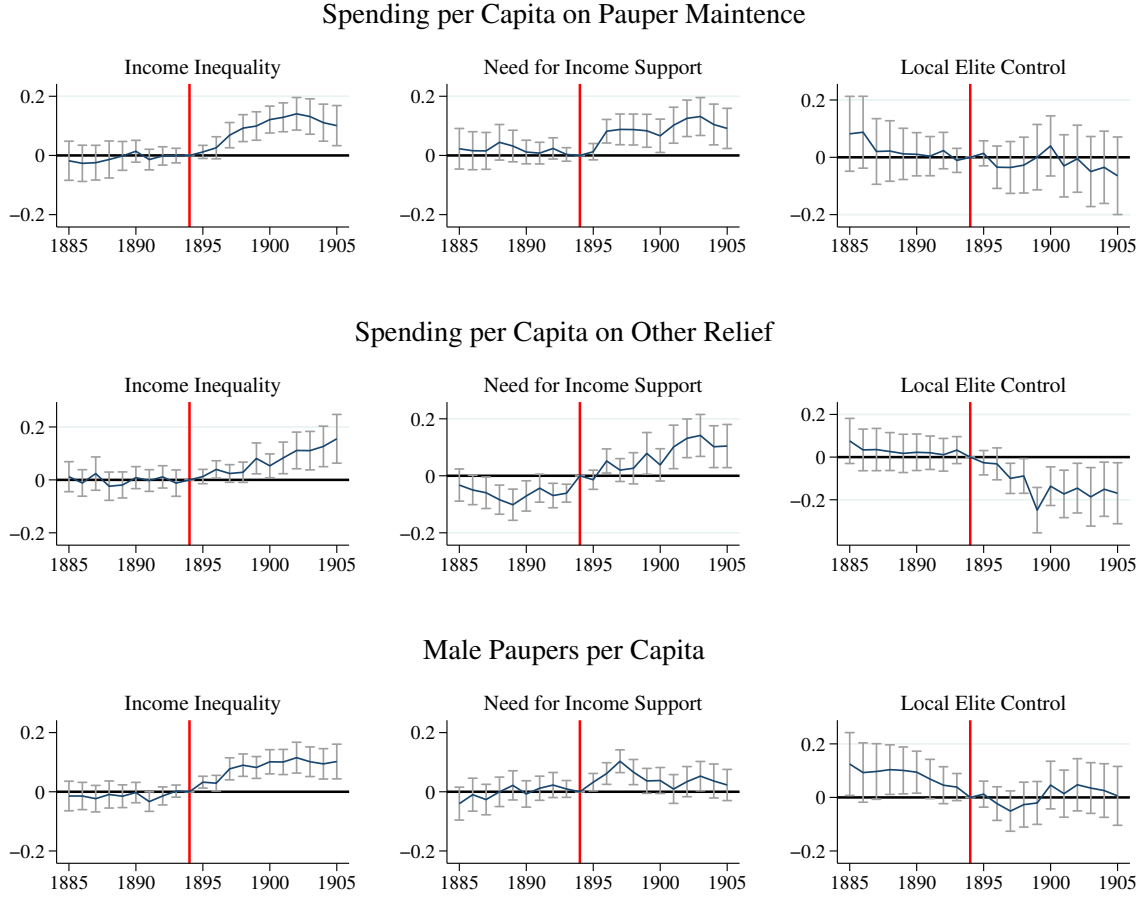 Spending per Capita on Pauper Maintence
Income Inequality
0.2
0
−0.2
1885 1890 1895 1900 1905
Need for Income Support
0.2
0
−0.2
1885 1890 1895 1900 1905
Local Elite Control
0.2
0
−0.2
1885 1890 1895 1900 1905
Spending per Capita on Other Relief
Income Inequality
0.2
0
−0.2
1885 1890 1895 1900 1905
Need for Income Support
0.2
0
−0.2
1885 1890 1895 1900 1905
Local Elite Control
0.2
0
−0.2
1885 1890 1895 1900 1905
Male Paupers per Capita
Income Inequality
0.2
0
−0.2
1885 1890 1895 1900 1905
Need for Income Support
0.2
0
−0.2
1885 1890 1895 1900 1905
Local Elite Control
0.2
0
−0.2
1885 1890 1895 1900 1905